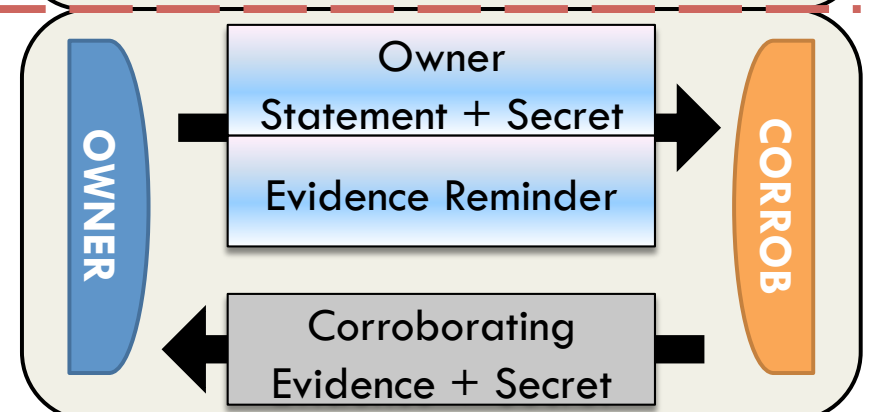 OWNER
Owner
Statement + Secret
Evidence Reminder
CORROB
Corroborating
Evidence + Secret